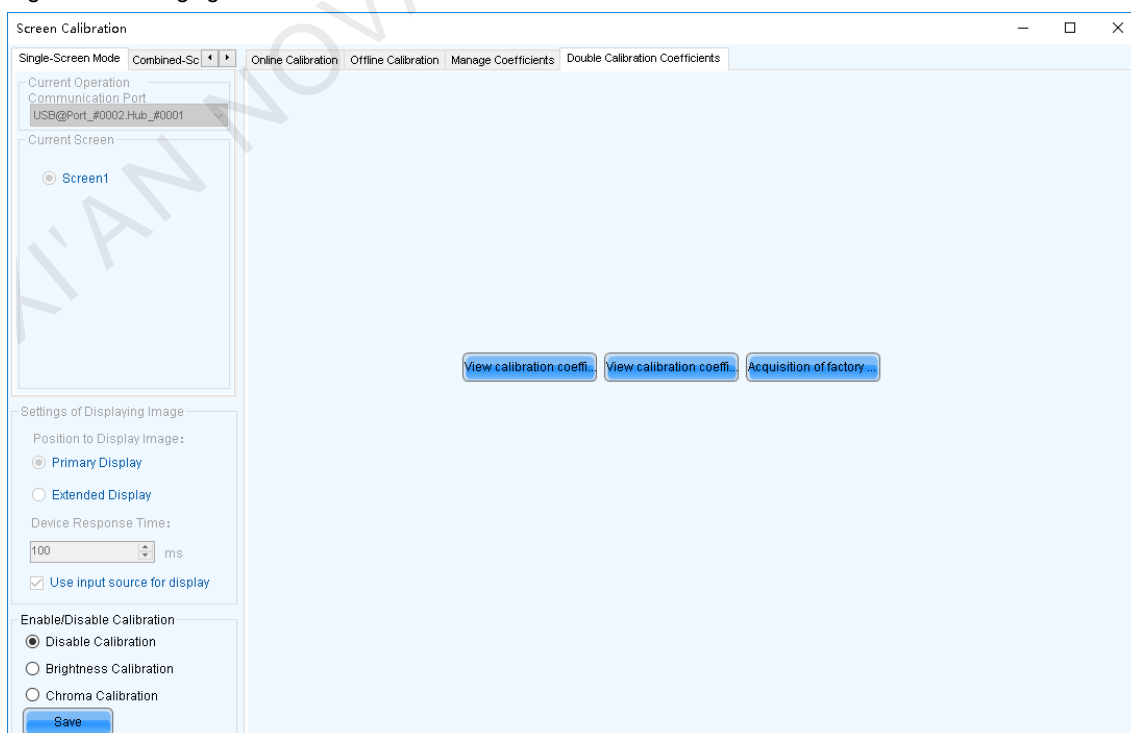 Screen Calibration
Single-Screen Mode Combined-Sc Online Calibration Offline Calibration Manage Coefficients Double Calibration Coefficients
Current Operation
Communication Port
USB@Port_#0002.Hub_#0001
Current Screen
Screen1
View calibration coeffi... View calibration coeffi... Acquisition of factory ...
Settings of Displaying Image
Position to Display Image:
Primary Display
Extended Display
Device Response Time:
100 ms
Use input source for display
Enable/Disable Calibration
Disable Calibration
Brightness Calibration
Chroma Calibration
Save
XI'AN NOVA